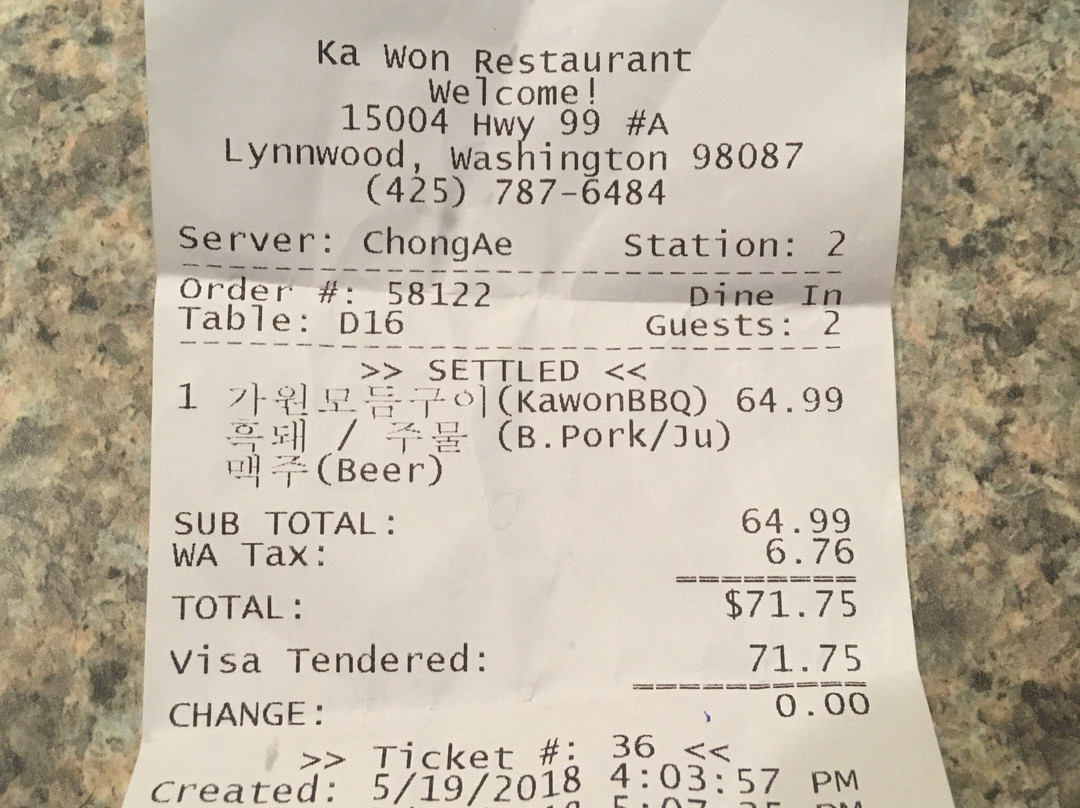 Ka Won Restaurant
Welcome!
15004 Hwy 99 #A
Lynnwood, Washington 98087
(425) 787-6484
Server: ChongAe Station: 2
Order #: 58122 Dine In
Table: D16 Guests: 2
>> SETTLED <<
1 가원모듬구이(KawonBBQ) 64.99
흑돼 / 주물 (B.Pork/Ju)
맥주(Beer)
SUB TOTAL: 64.99
WA Tax: 6.76
TOTAL: $71.75
Visa Tendered: 71.75
CHANGE: 0.00
>> Ticket #: 36 <<
Created: 5/19/2018 4:03:57 PM